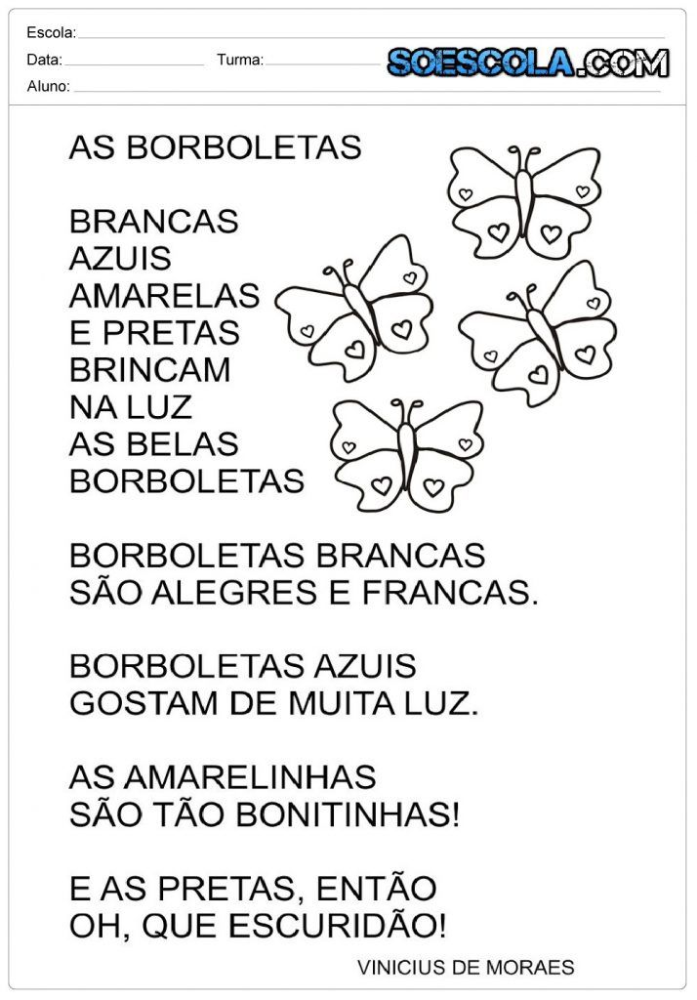 Escola:
Data: Turma: SOESCOLA.COM
Aluno:
AS BORBOLETAS
BRANCAS
AZUIS
AMARELAS
E PRETAS
BRINCAM
NA LUZ
AS BELAS
BORBOLETAS
BORBOLETAS BRANCAS
SÃO ALEGRES E FRANCAS.
BORBOLETAS AZUIS
GOSTAM DE MUITA LUZ.
AS AMARELINHAS
SÃO TÃO BONITINHAS!
E AS PRETAS, ENTÃO
OH, QUE ESCURIDÃO!
VINICIUS DE MORAES